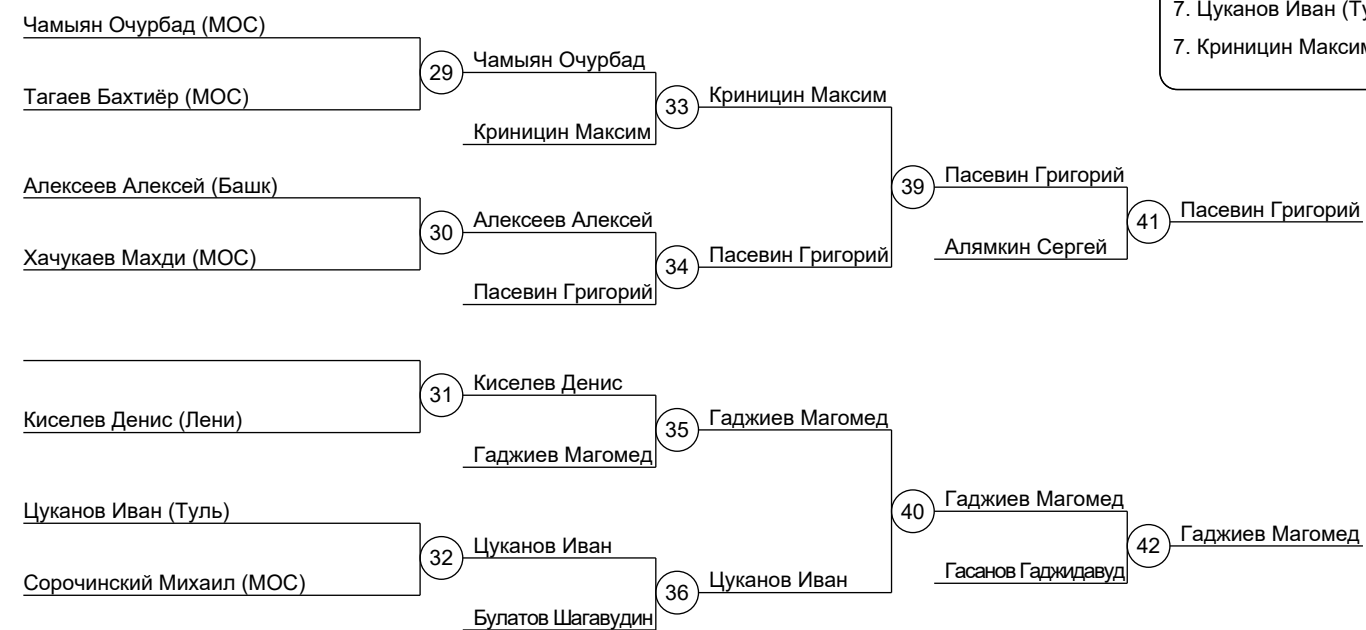 7. Цуканов Иван (Ту
7. Криницин Максим
Чамыян Очурбад (МОС)
29
Чамыян Очурбад
Тагаев Бахтиёр (МОС)
33
Криницин Максим
Криницин Максим
39
Пасевин Григорий
Алексеев Алексей (Башк)
30
Алексеев Алексей
41
Пасевин Григорий
Хачукаев Махди (МОС)
34
Пасевин Григорий
Алямкин Сергей
Пасевин Григорий
31
Киселев Денис
Киселев Денис (Лени)
35
Гаджиев Магомед
Гаджиев Магомед
40
Гаджиев Магомед
Цуканов Иван (Туль)
32
Цуканов Иван
42
Гаджиев Магомед
Сорочинский Михаил (МОС)
36
Цуканов Иван
Гасанов Гаджидавуд
Булатов Шагавудин